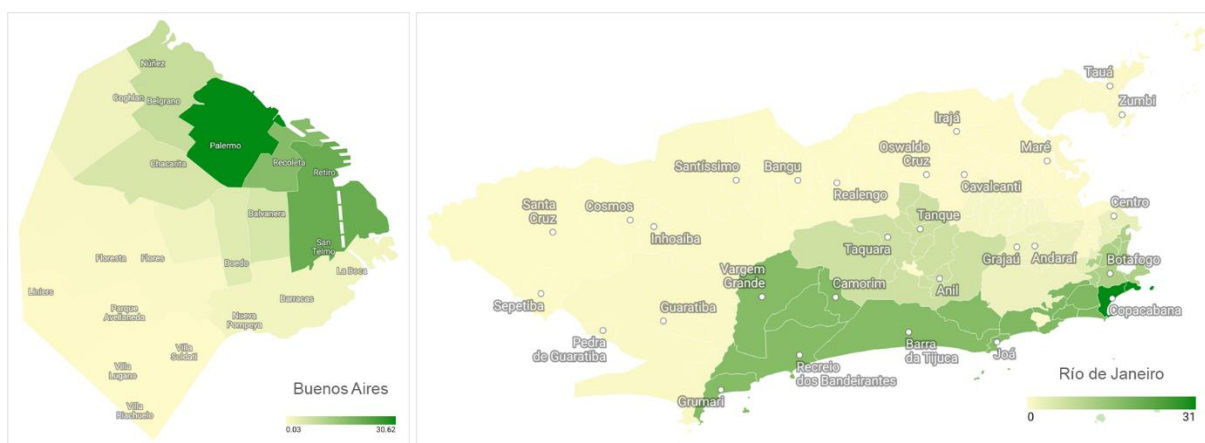 Núñez
Coghlan
Belgrano
Palermo
Chacarita
Recoleta
Retiro
Balvanera
San
Telmo
Floresta
Flores
Boedo
La Boca
Liniers
Barracas
Parque
Avellaneda
Nueva
Pompeya
Villa
Soldati
Villa
Lugano
Villa
Riachuelo
Buenos Aires
0.03
30.62
Tauá
Zumbi
Irajá
Oswaldo
Cruz
Maré
Santíssimo
Bangu
Realengo
Cavalcanti
Santa
Cruz
Cosmos
Inhoaíba
Tanque
Centro
Taquara
Grajaú
Andaraí
Botafogo
Vargem
Grande
Camorim
Anil
Sepetiba
Guaratiba
Copacabana
Pedra
de Guaratiba
Barra
da Tijuca
Joá
Recreio
dos Bandeirantes
Grumari
Río de Janeiro
0
31